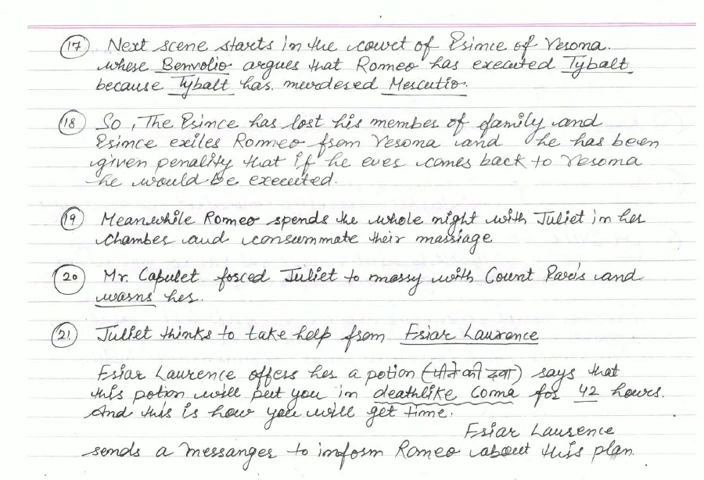 17 Next scene starts in the court of Prince of Verona.
where Benvolio argues that Romeo has executed Tybalt
because Tybalt has murdered Mercutio.
18 So, The Prince has lost his member of family and
Prince exiles Romeo from Verona and he has been
given penality that if he ever comes back to Verona
he would be executed.
19 Meanwhile Romeo spends the whole night with Juliet in her
chamber and consummate their marriage
20 Mr. Capulet forced Juliet to marry with Count Paris and
warns her.
21 Juliet thinks to take help from Friar Laurence
Friar Laurence offers her a potion (पीने की दवा) says that
this potion will put you in deathlike coma for 42 hours.
And this is how you will get time.
Friar Laurence
sends a messanger to inform Romeo about this plan.